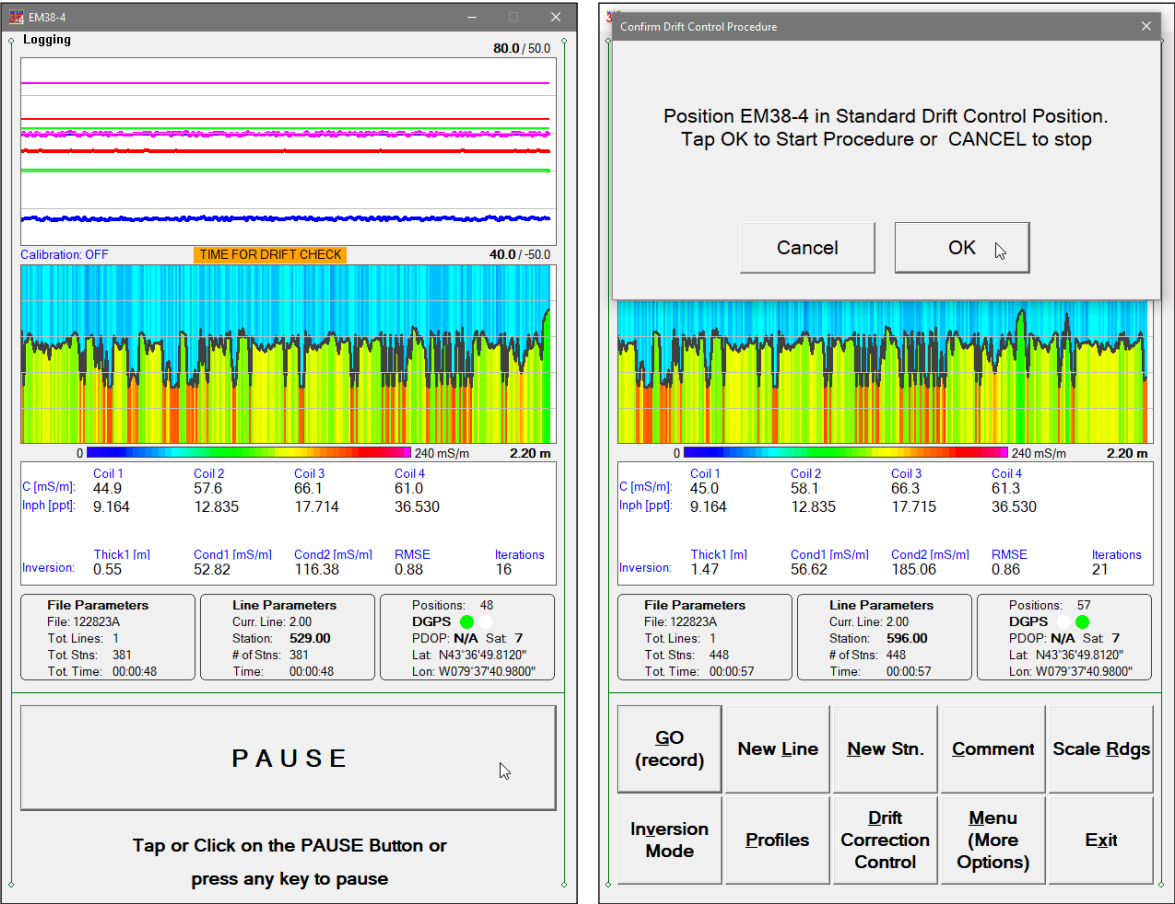 EM38-4
Logging
80.0 / 50.0
Calibration: OFF TIME FOR DRIFT CHECK 40.0 / -50.0
0 240 mS/m 2.20 m
Coil 1 Coil 2 Coil 3 Coil 4
C [mS/m]: 44.9 57.6 66.1 61.0
Inph [ppt]: 9.164 12.835 17.714 36.530
Thick1 [m] Cond1 [mS/m] Cond2 [mS/m] RMSE Iterations
Inversion: 0.55 52.82 116.38 0.88 16
File Parameters
File: 122823A
Tot. Lines: 1
Tot. Stns: 381
Tot. Time: 00:00:48
Line Parameters
Curr. Line: 2.00
Station: 529.00
# of Stns: 381
Time: 00:00:48
Positions: 48
DGPS
PDOP: N/A Sat: 7
Lat: N43°36'49.8120"
Lon: W079°37'40.9800"
PAUSE
Tap or Click on the PAUSE Button or
press any key to pause
Confirm Drift Control Procedure
Position EM38-4 in Standard Drift Control Position.
Tap OK to Start Procedure or CANCEL to stop
Cancel OK
0 240 mS/m 2.20 m
Coil 1 Coil 2 Coil 3 Coil 4
C [mS/m]: 45.0 58.1 66.3 61.3
Inph [ppt]: 9.164 12.835 17.715 36.530
Thick1 [m] Cond1 [mS/m] Cond2 [mS/m] RMSE Iterations
Inversion: 1.47 56.62 185.06 0.86 21
File Parameters
File: 122823A
Tot. Lines: 1
Tot. Stns: 448
Tot. Time: 00:00:57
Line Parameters
Curr. Line: 2.00
Station: 596.00
# of Stns: 448
Time: 00:00:57
Positions: 57
DGPS
PDOP: N/A Sat: 7
Lat: N43°36'49.8120"
Lon: W079°37'40.9800"
GO
(record)
New Line
New Stn.
Comment
Scale Rdgs
Inversion
Mode
Profiles
Drift
Correction
Control
Menu
(More
Options)
Exit